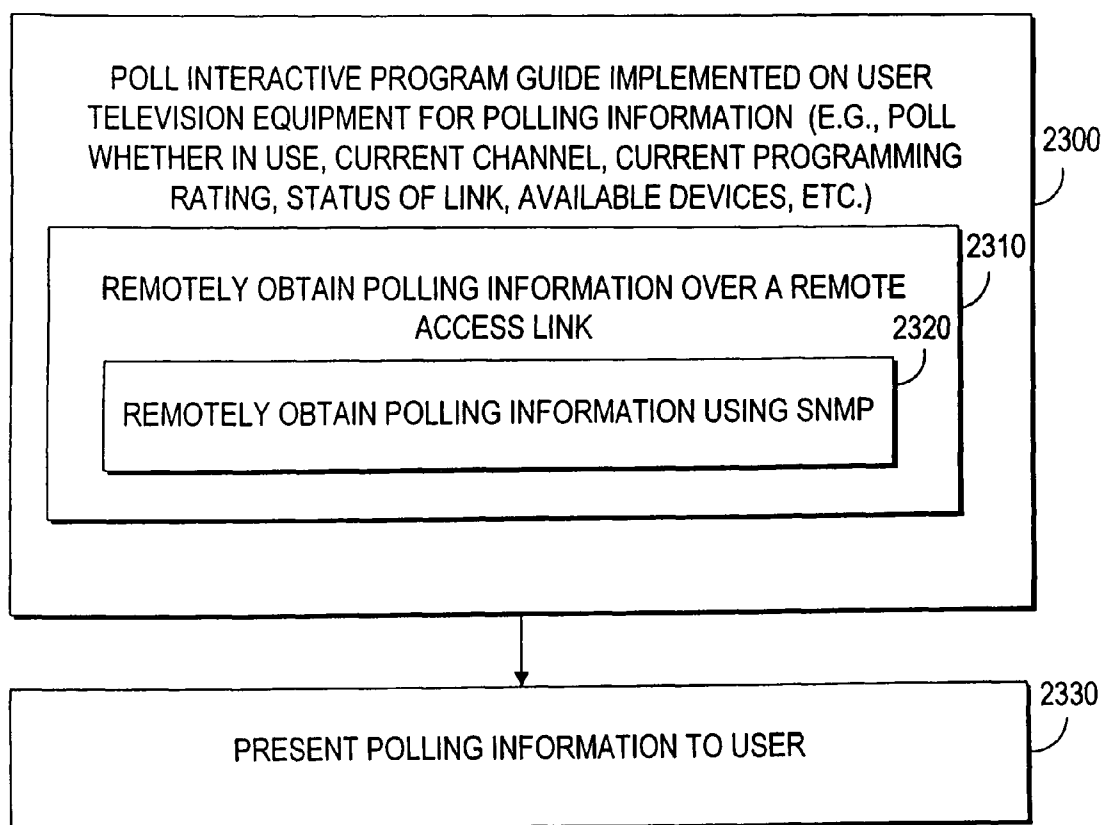 POLL INTERACTIVE PROGRAM GUIDE IMPLEMENTED ON USER
TELEVISION EQUIPMENT FOR POLLING INFORMATION (E.G., POLL
WHETHER IN USE, CURRENT CHANNEL, CURRENT PROGRAMMING
RATING, STATUS OF LINK, AVAILABLE DEVICES, ETC.)
2300
2310
REMOTELY OBTAIN POLLING INFORMATION OVER A REMOTE
ACCESS LINK
2320
REMOTELY OBTAIN POLLING INFORMATION USING SNMP
2330
PRESENT POLLING INFORMATION TO USER